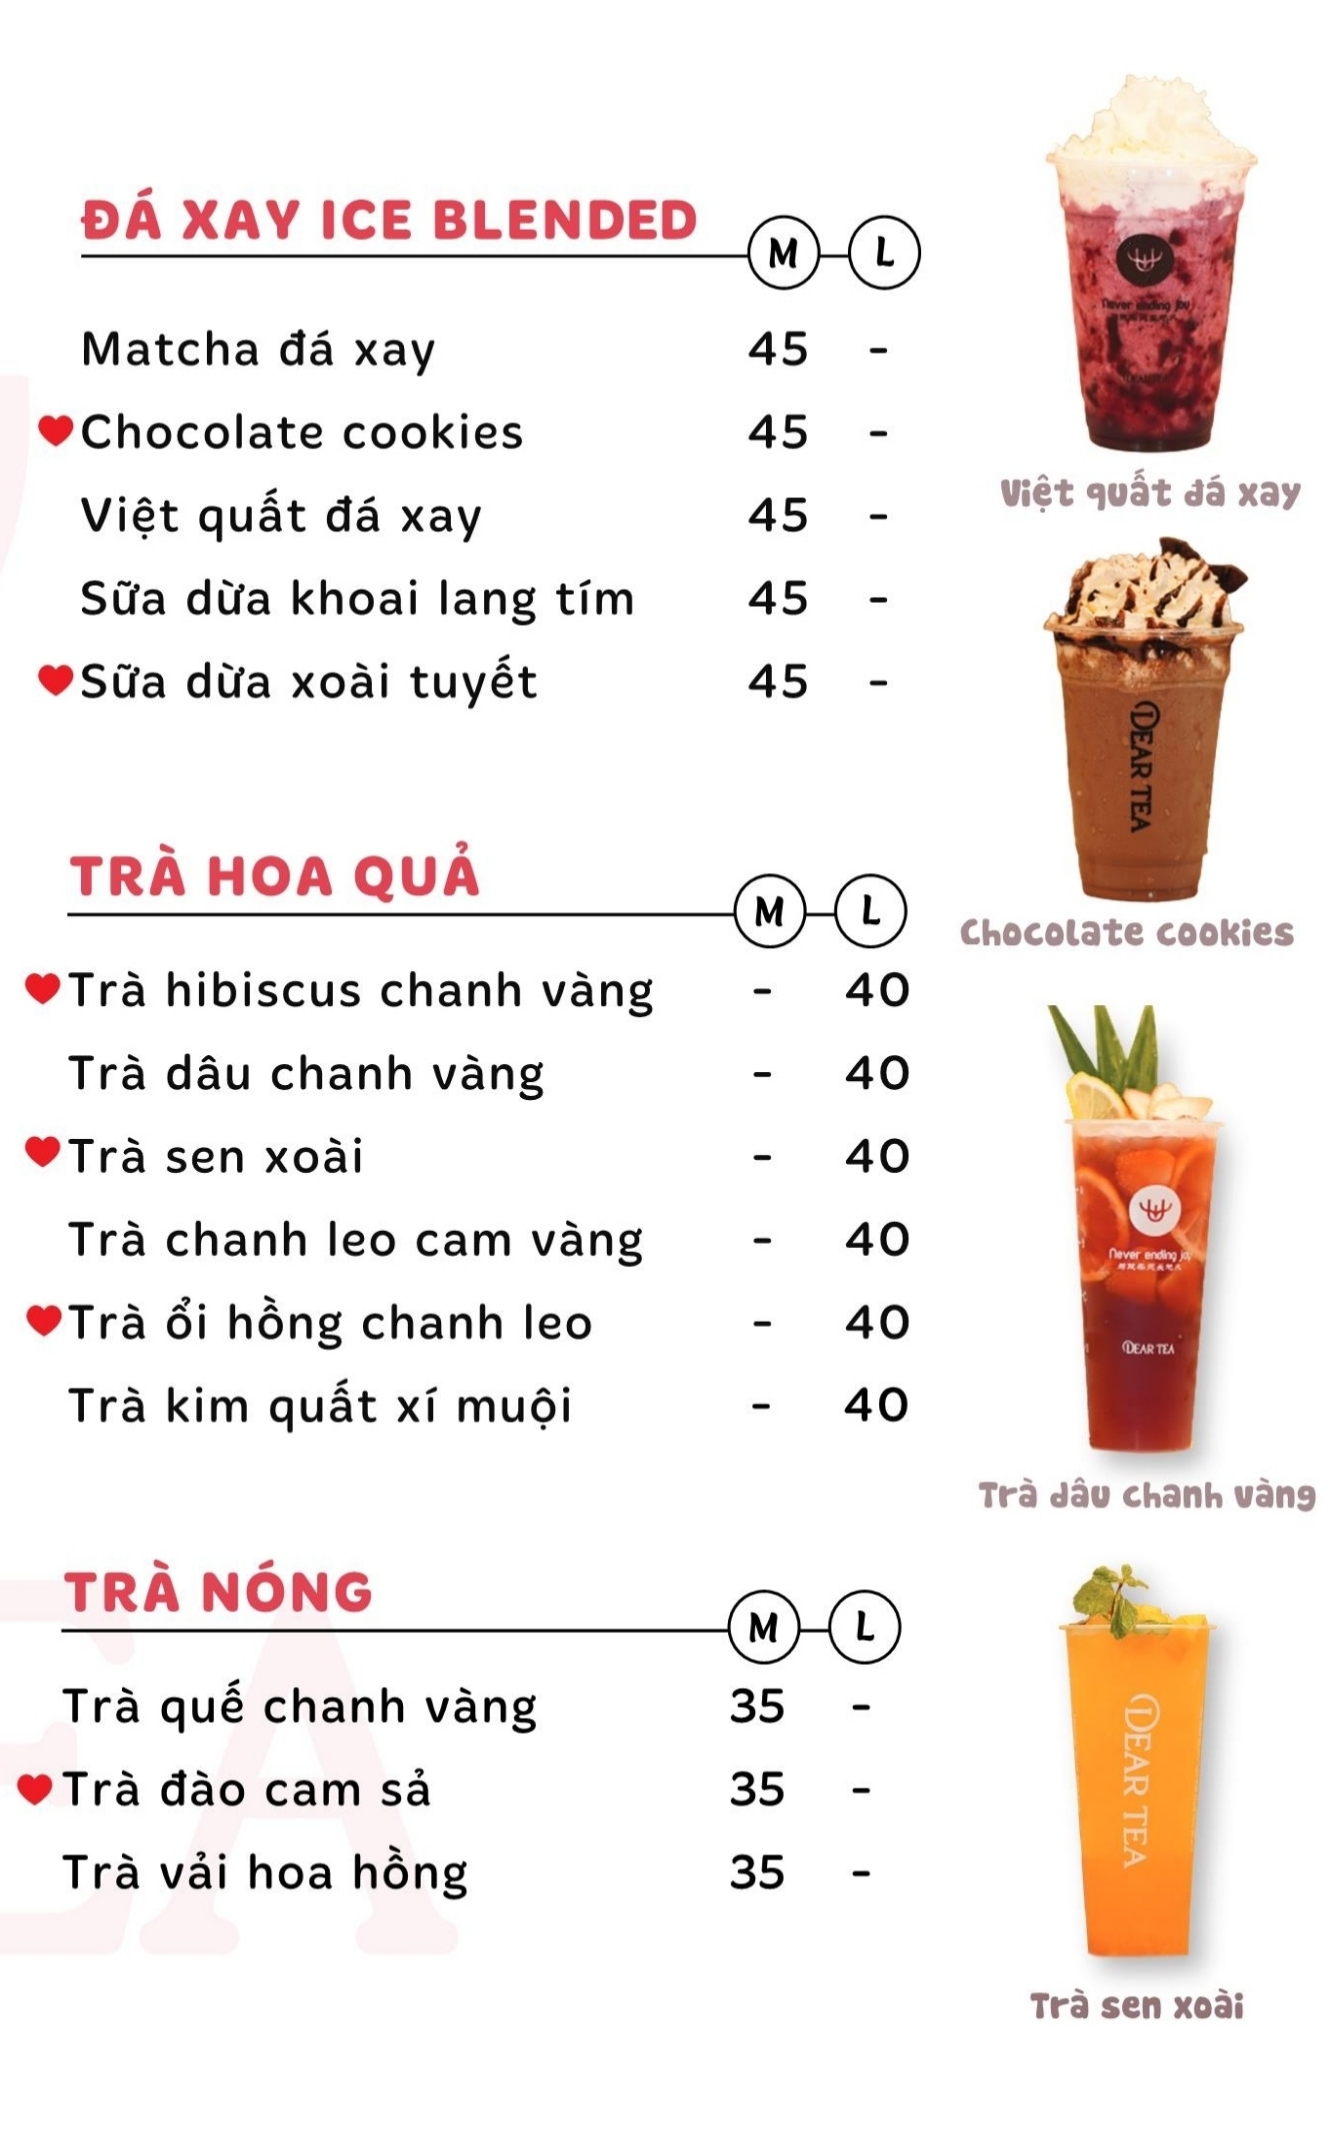 ĐÁ XAY ICE BLENDED M L
Matcha đá xay 45 -
Chocolate cookies 45 -
Việt quất đá xay 45 -
Sữa dừa khoai lang tím 45 -
Sữa dừa xoài tuyết 45 -
TRÀ HOA QUẢ M L
Trà hibiscus chanh vàng - 40
Trà dâu chanh vàng - 40
Trà sen xoài - 40
Trà chanh leo cam vàng - 40
Trà ổi hồng chanh leo - 40
Trà kim quất xí muội - 40
TRÀ NÓNG M L
Trà quế chanh vàng 35 -
Trà đào cam sả 35 -
Trà vải hoa hồng 35 -
Never ending joy
Việt quất đá xay
DEAR TEA
Chocolate cookies
Never ending joy
DEAR TEA
Trà dâu chanh vàng
DEAR TEA
Trà sen xoài
EA